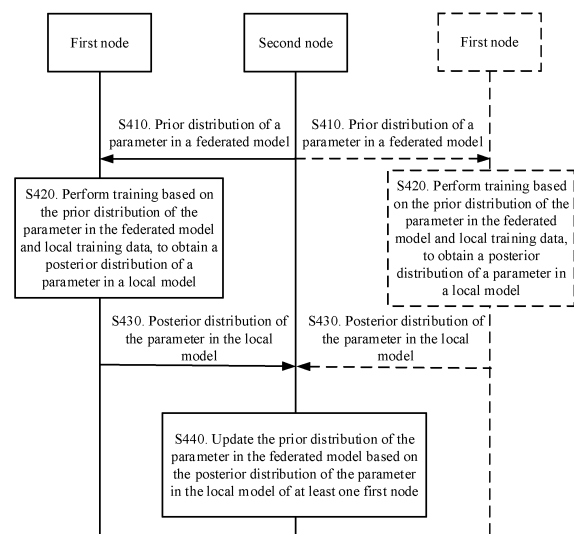 First node
Second node
First node
S410. Prior distribution of a
parameter in a federated model
S410. Prior distribution of a
parameter in a federated model
S420. Perform training based on
the prior distribution of the
parameter in the federated model
and local training data, to obtain a
posterior distribution of a
parameter in a local model
S420. Perform training based
on the prior distribution of the
parameter in the federated
model and local training data,
to obtain a posterior
distribution of a parameter in
a local model
S430. Posterior distribution of
the parameter in the local
model
S430. Posterior distribution of
the parameter in the local
model
S440. Update the prior distribution of the
parameter in the federated model based on
the posterior distribution of the parameter
in the local model of at least one first node